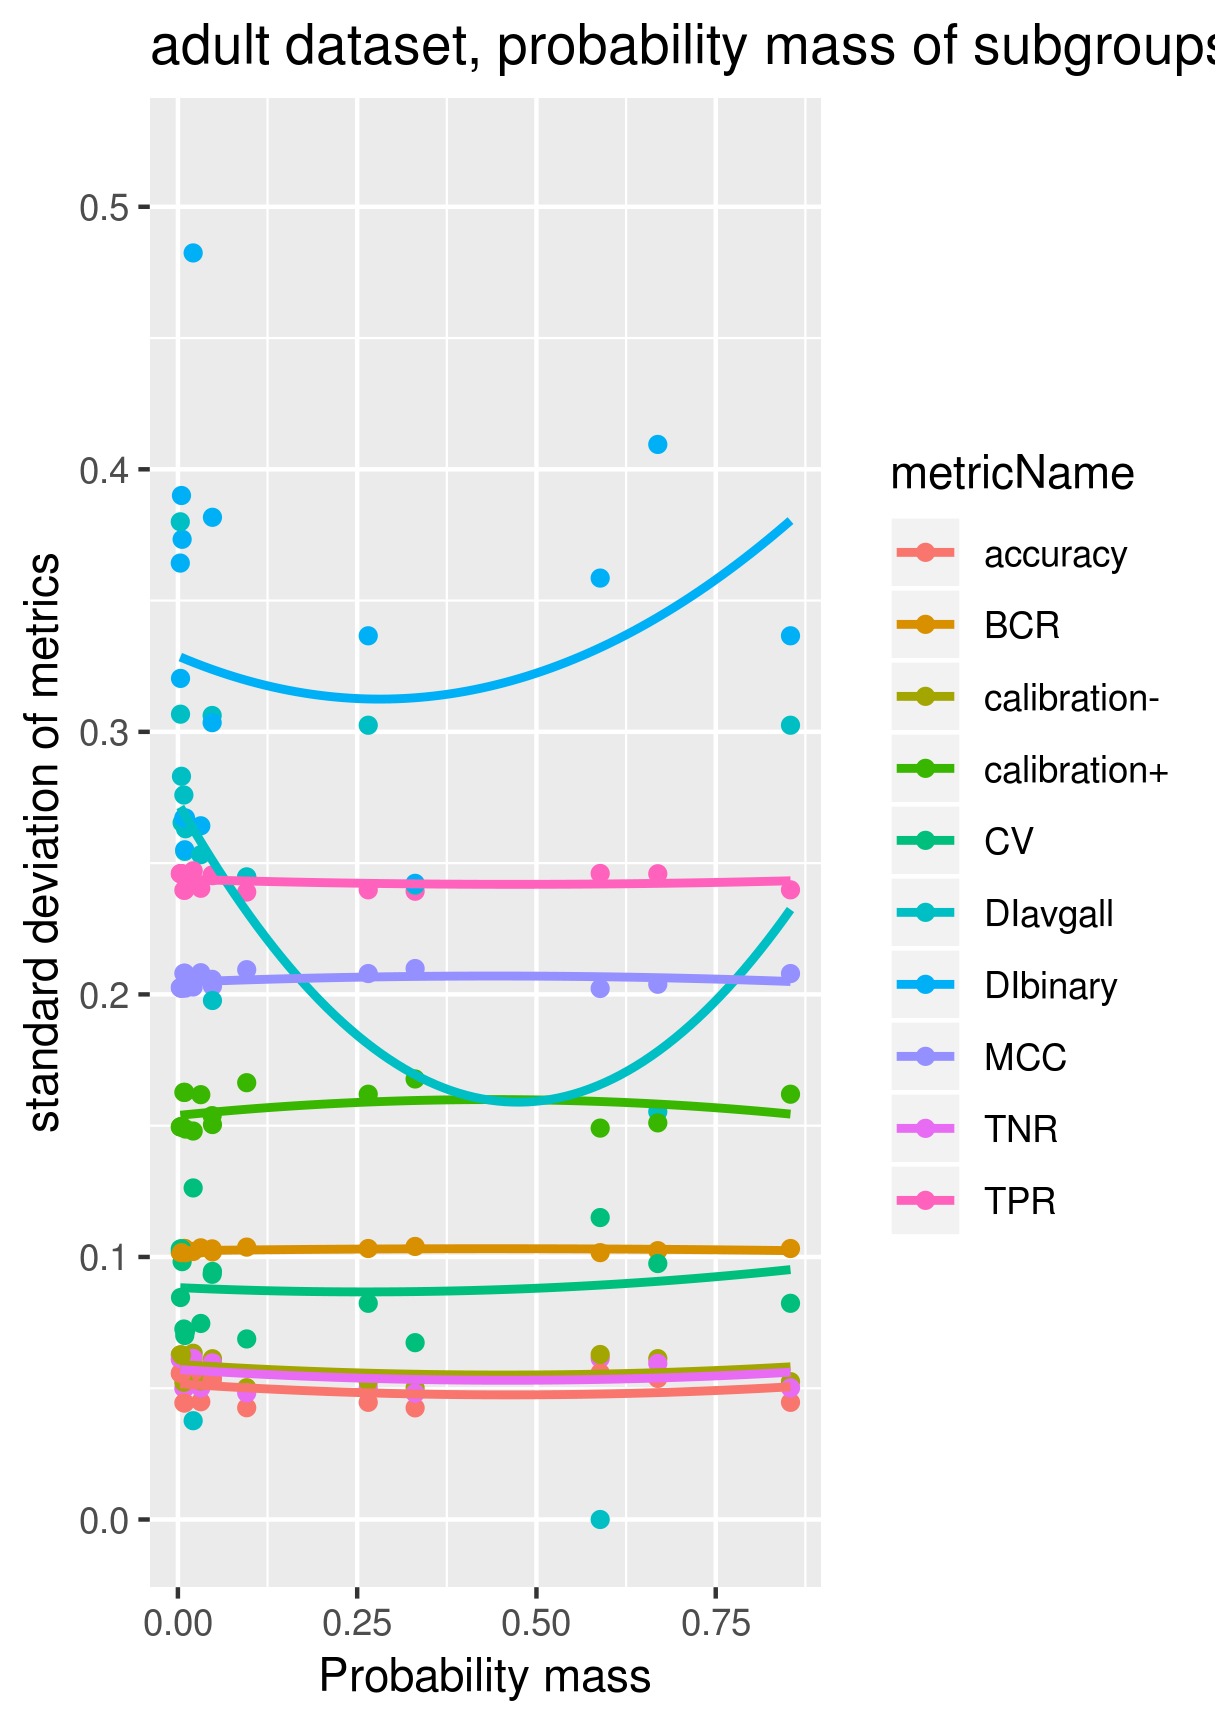 adult dataset, probability mass of subgroups
standard deviation of metrics
0.5
0.4
0.3
0.2
0.1
0.0
0.00 0.25 0.50 0.75
Probability mass
metricName
accuracy
BCR
calibration-
calibration+
CV
DIavgall
DIbinary
MCC
TNR
TPR